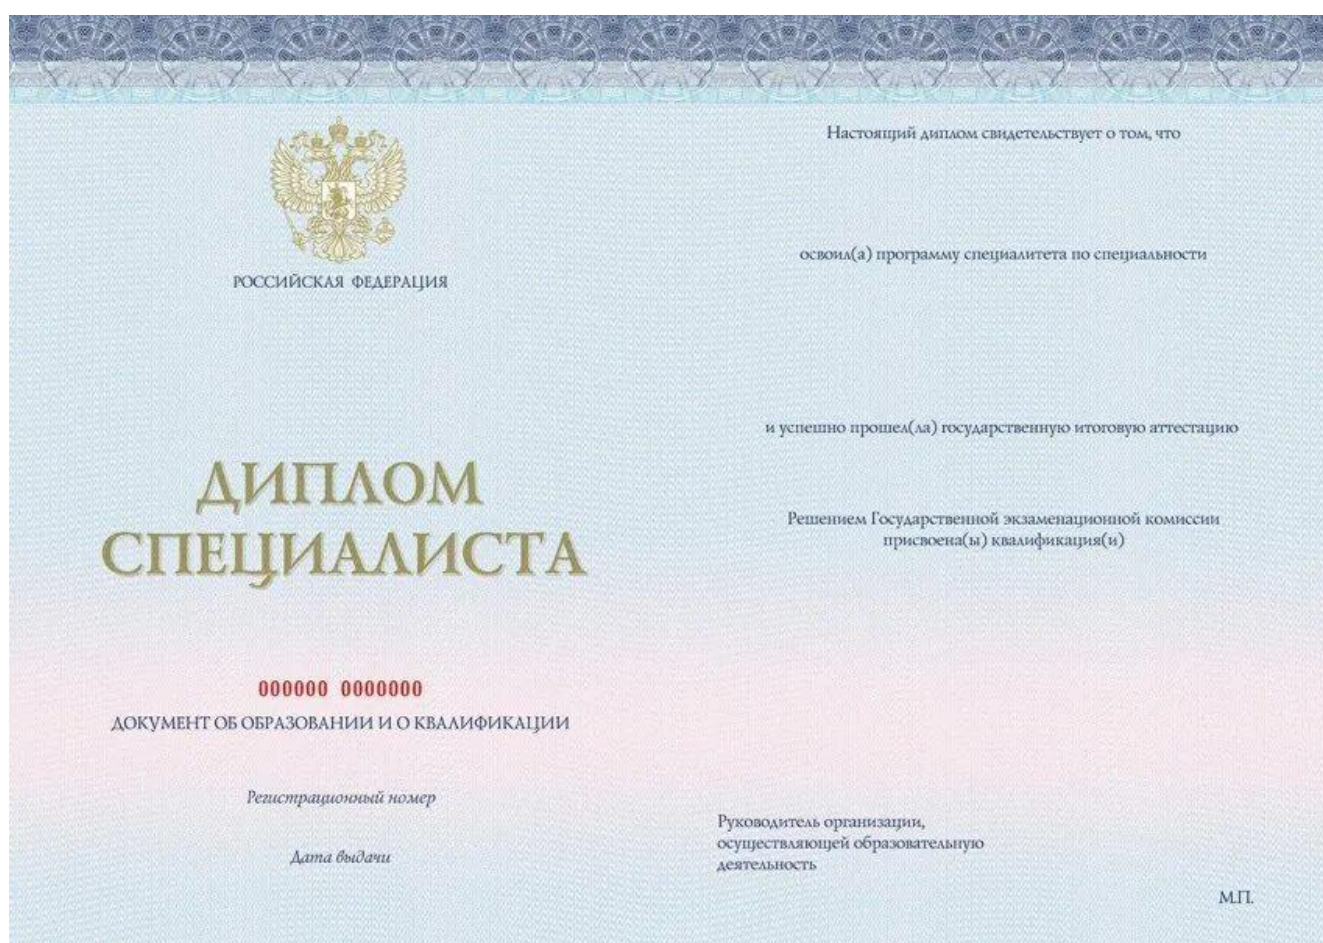 РОССИЙСКАЯ ФЕДЕРАЦИЯ
ДИПЛОМ
СПЕЦИАЛИСТА
000000 0000000
ДОКУМЕНТ ОБ ОБРАЗОВАНИИ И О КВАЛИФИКАЦИИ
Регистрационный номер
Дата выдачи
Настоящий диплом свидетельствует о том, что
освоил(а) программу специалитета по специальности
и успешно прошел(ла) государственную итоговую аттестацию
Решением Государственной экзаменационной комиссии
присвоена(ы) квалификация(и)
Руководитель организации,
осуществляющей образовательную
деятельность
М.П.